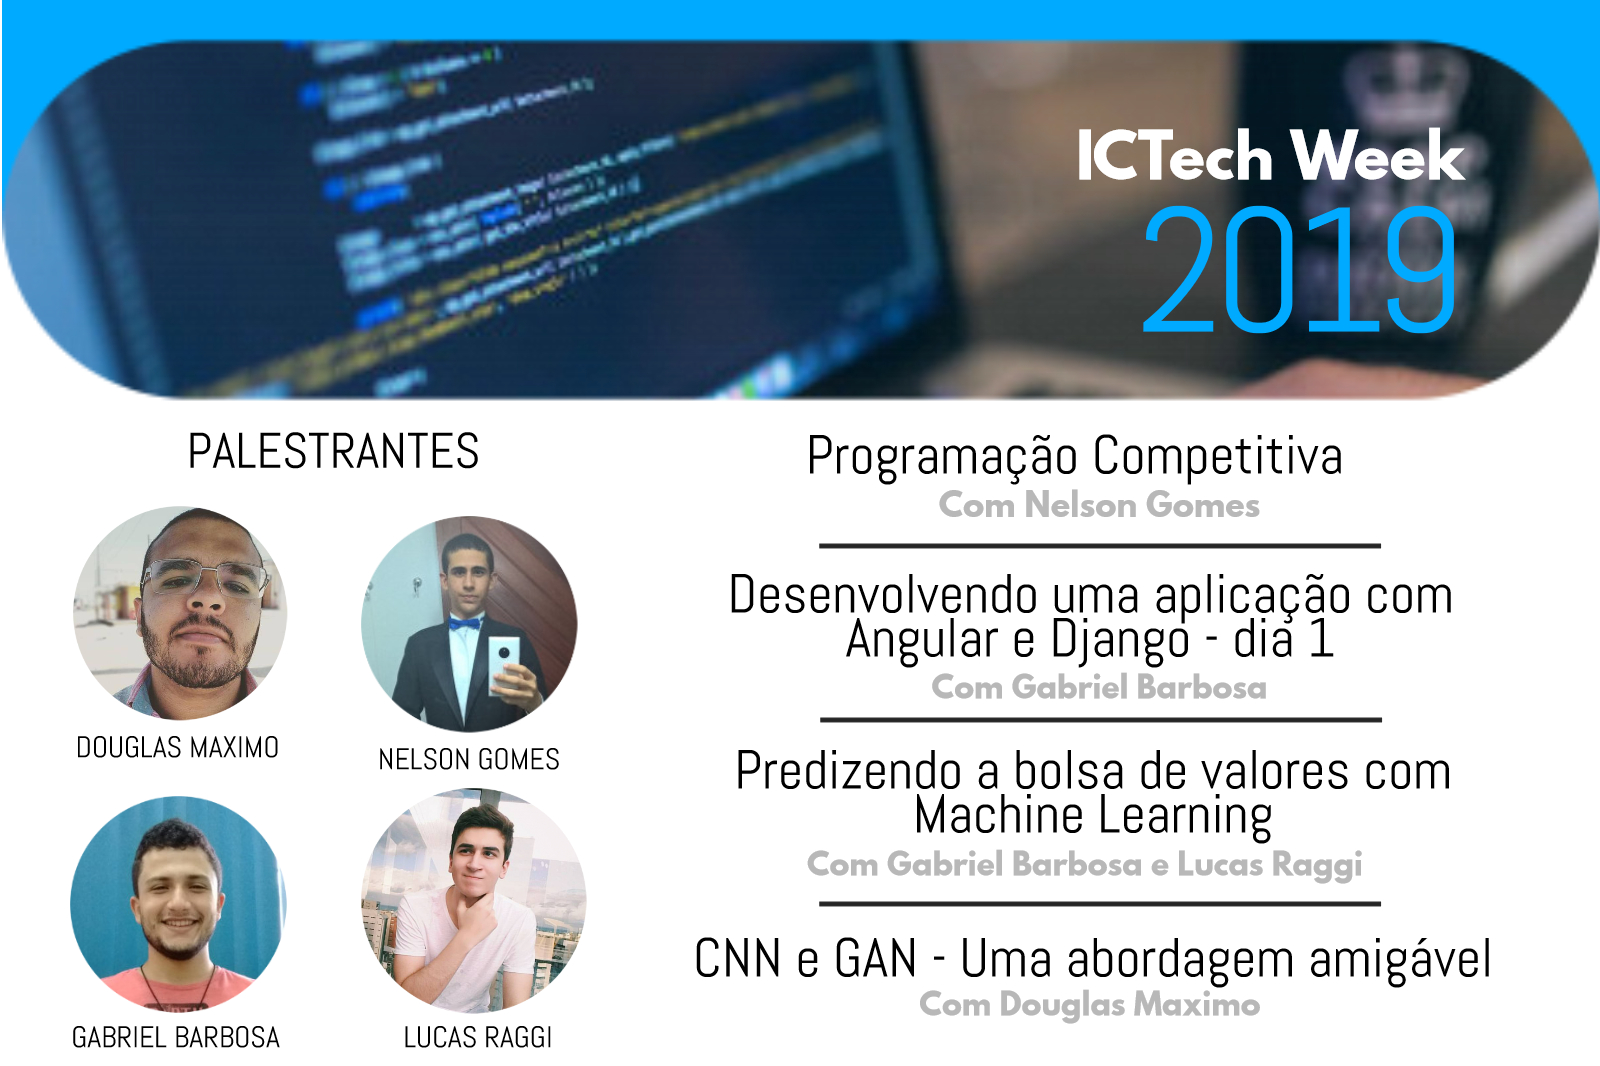 ICTech Week
2019
PALESTRANTES
DOUGLAS MAXIMO
NELSON GOMES
GABRIEL BARBOSA
LUCAS RAGGI
Programação Competitiva
Com Nelson Gomes
Desenvolvendo uma aplicação com
Angular e Django - dia 1
Com Gabriel Barbosa
Predizendo a bolsa de valores com
Machine Learning
Com Gabriel Barbosa e Lucas Raggi
CNN e GAN - Uma abordagem amigável
Com Douglas Maximo